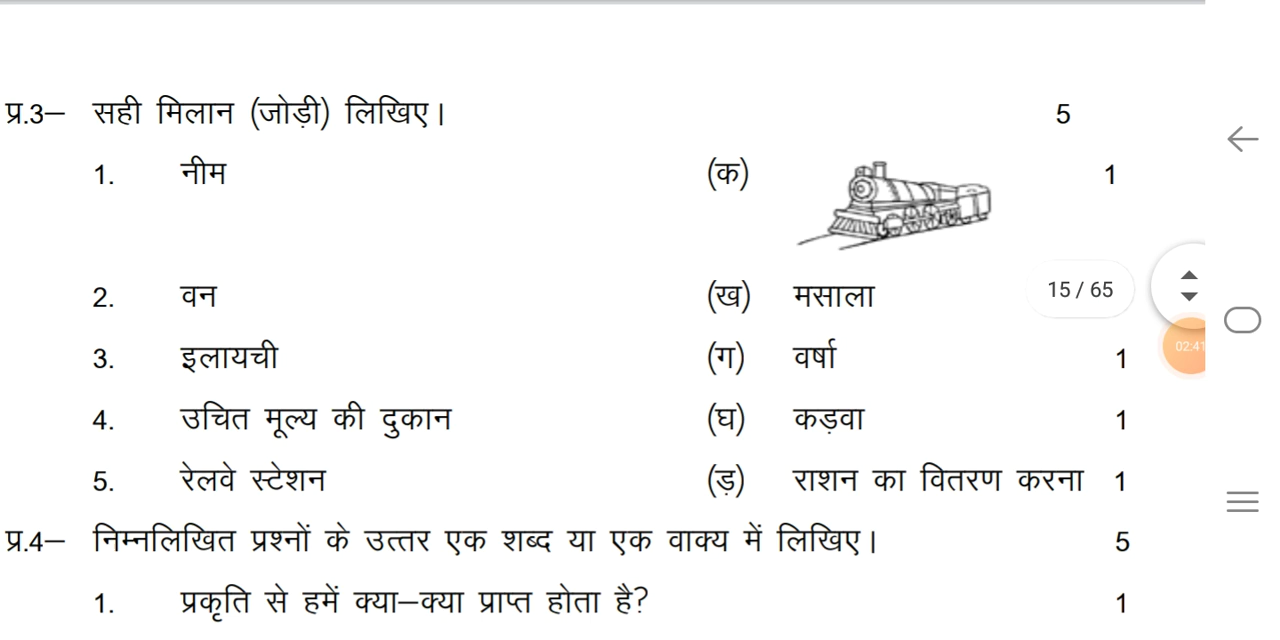 प्र.3— सही मिलान (जोड़ी) लिखिए। 5
1. नीम (क) 1
2. वन (ख) मसाला 15 / 65
02:41
3. इलायची (ग) वर्षा 1
4. उचित मूल्य की दुकान (घ) कड़वा 1
5. रेलवे स्टेशन (ड़) राशन का वितरण करना 1
प्र.4— निम्नलिखित प्रश्नों के उत्तर एक शब्द या एक वाक्य में लिखिए। 5
1. प्रकृति से हमें क्या—क्या प्राप्त होता है? 1